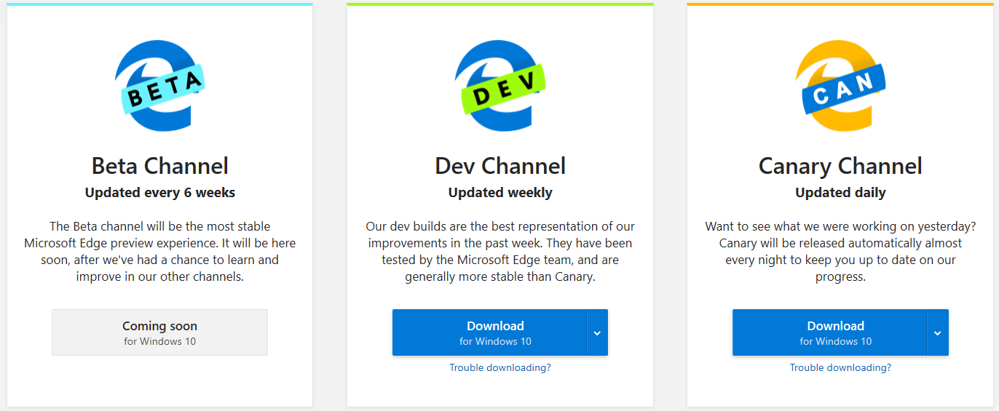 BETA
Beta Channel
Updated every 6 weeks
The Beta channel will be the most stable
Microsoft Edge preview experience. It will be here
soon, after we've had a chance to learn and
improve in our other channels.
Coming soon
for Windows 10
DEV
Dev Channel
Updated weekly
Our dev builds are the best representation of our
improvements in the past week. They have been
tested by the Microsoft Edge team, and are
generally more stable than Canary.
Download
for Windows 10
Trouble downloading?
CAN
Canary Channel
Updated daily
Want to see what we were working on yesterday?
Canary will be released automatically almost
every night to keep you up to date on our
progress.
Download
for Windows 10
Trouble downloading?